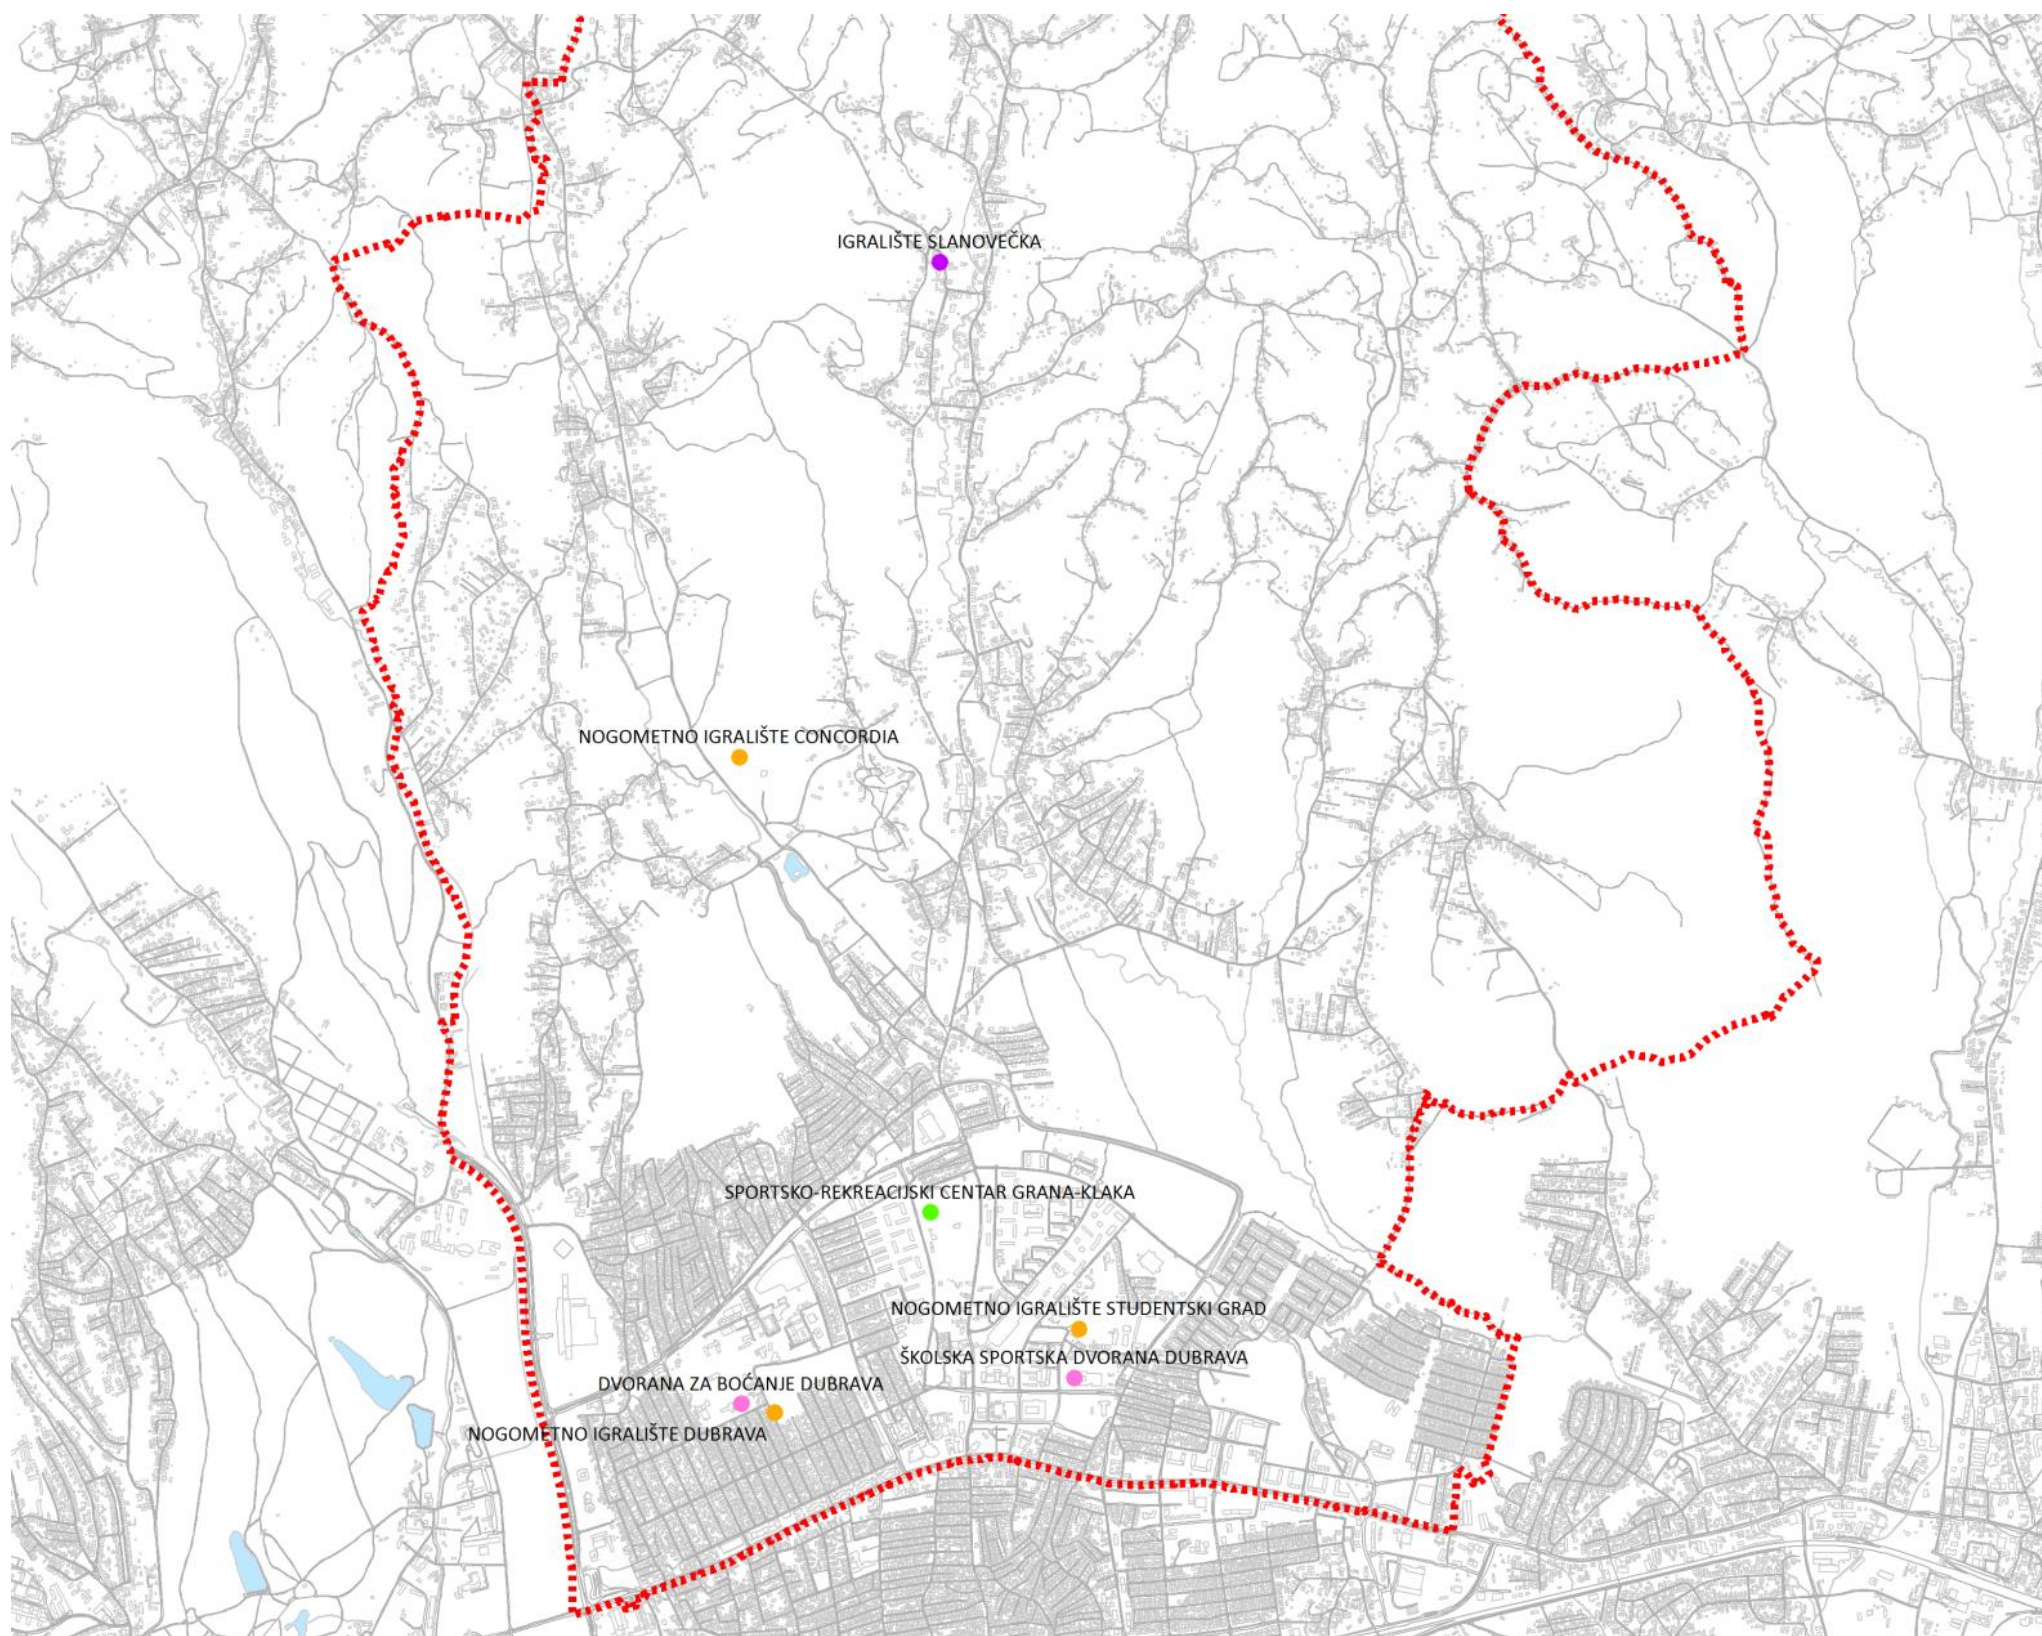 IGRALIŠTE SLANOVEČKA
NOGOMETNO IGRALIŠTE CONCORDIA
SPORTSKO-REKREACIJSKI CENTAR GRANA-KLAKA
NOGOMETNO IGRALIŠTE STUDENTSKI GRAD
ŠKOLSKA SPORTSKA DVORANA DUBRAVA
DVORANA ZA BOĆANJE DUBRAVA
NOGOMETNO IGRALIŠTE DUBRAVA